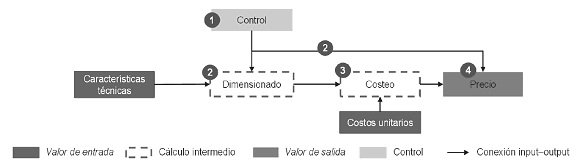 1
Control
2
Características
técnicas
2
Dimensionado
3
Costeo
4
Precio
Costos unitarios
Valor de entrada
Cálculo intermedio
Valor de salida
Control
Conexión input–output